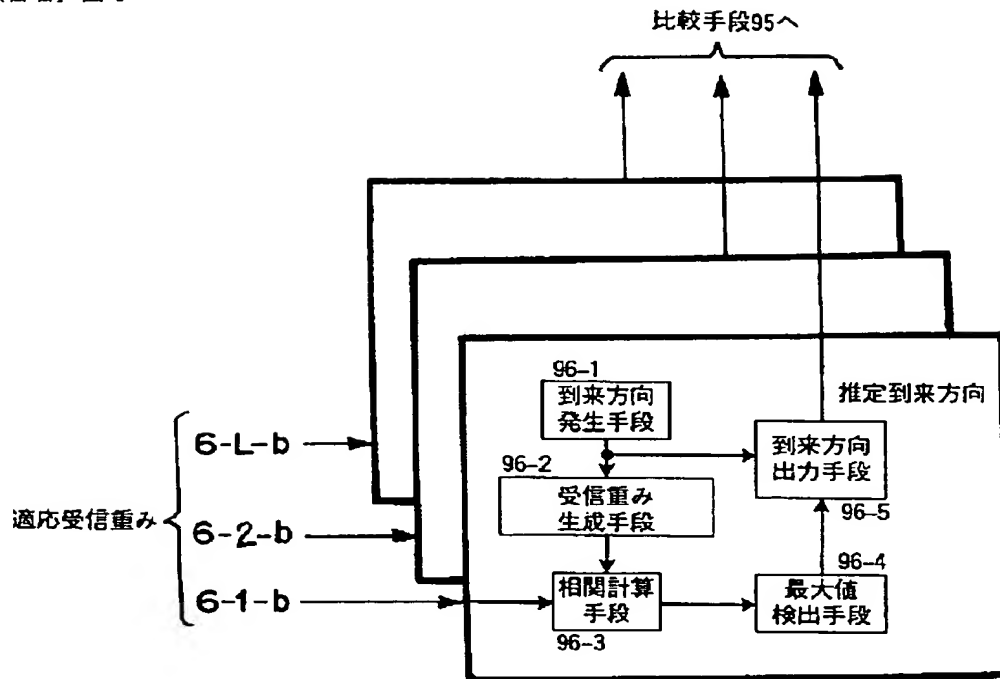 比較手段95へ
96-1
到来方向
発生手段
推定到来方向
6-L-b
96-2
到来方向
出力手段
受信重み
生成手段
96-5
適応受信重み
6-2-b
96-4
6-1-b
相関計算
手段
最大値
検出手段
96-3